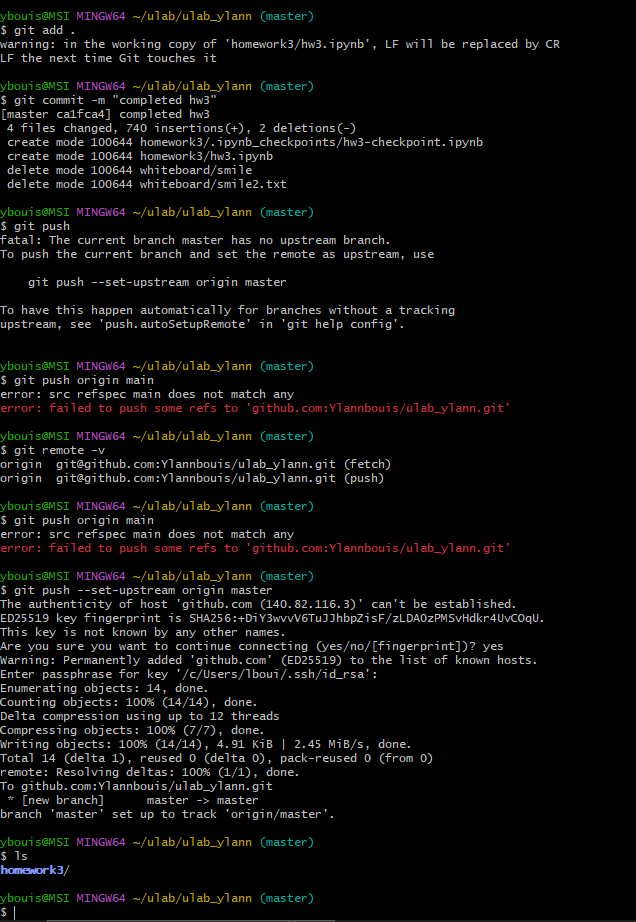 ybouis@MSI MINGW64 ~/ulab/ulab_ylann (master)
$ git add .
warning: in the working copy of 'homework3/hw3.ipynb', LF will be replaced by CR
LF the next time Git touches it
ybouis@MSI MINGW64 ~/ulab/ulab_ylann (master)
$ git commit -m "completed hw3"
[master ca1fca4] completed hw3
 4 files changed, 740 insertions(+), 2 deletions(-)
 create mode 100644 homework3/.ipynb_checkpoints/hw3-checkpoint.ipynb
 create mode 100644 homework3/hw3.ipynb
 delete mode 100644 whiteboard/smile
 delete mode 100644 whiteboard/smile2.txt
ybouis@MSI MINGW64 ~/ulab/ulab_ylann (master)
$ git push
fatal: The current branch master has no upstream branch.
To push the current branch and set the remote as upstream, use
    git push --set-upstream origin master
To have this happen automatically for branches without a tracking
upstream, see 'push.autoSetupRemote' in 'git help config'.
ybouis@MSI MINGW64 ~/ulab/ulab_ylann (master)
$ git push origin main
error: src refspec main does not match any
error: failed to push some refs to 'github.com:Ylannbouis/ulab_ylann.git'
ybouis@MSI MINGW64 ~/ulab/ulab_ylann (master)
$ git remote -v
origin  git@github.com:Ylannbouis/ulab_ylann.git (fetch)
origin  git@github.com:Ylannbouis/ulab_ylann.git (push)
ybouis@MSI MINGW64 ~/ulab/ulab_ylann (master)
$ git push origin main
error: src refspec main does not match any
error: failed to push some refs to 'github.com:Ylannbouis/ulab_ylann.git'
ybouis@MSI MINGW64 ~/ulab/ulab_ylann (master)
$ git push --set-upstream origin master
The authenticity of host 'github.com (140.82.116.3)' can't be established.
ED25519 key fingerprint is SHA256:+DiY3wvvV6TuJJhbpZisF/zLDA0zPMSvHdkr4UvCOqU.
This key is not known by any other names.
Are you sure you want to continue connecting (yes/no/[fingerprint])? yes
Warning: Permanently added 'github.com' (ED25519) to the list of known hosts.
Enter passphrase for key '/c/Users/lboui/.ssh/id_rsa':
Enumerating objects: 14, done.
Counting objects: 100% (14/14), done.
Delta compression using up to 12 threads
Compressing objects: 100% (7/7), done.
Writing objects: 100% (14/14), 4.91 KiB | 2.45 MiB/s, done.
Total 14 (delta 1), reused 0 (delta 0), pack-reused 0 (from 0)
remote: Resolving deltas: 100% (1/1), done.
To github.com:Ylannbouis/ulab_ylann.git
 * [new branch]      master -> master
branch 'master' set up to track 'origin/master'.
ybouis@MSI MINGW64 ~/ulab/ulab_ylann (master)
$ ls
homework3/
ybouis@MSI MINGW64 ~/ulab/ulab_ylann (master)
$